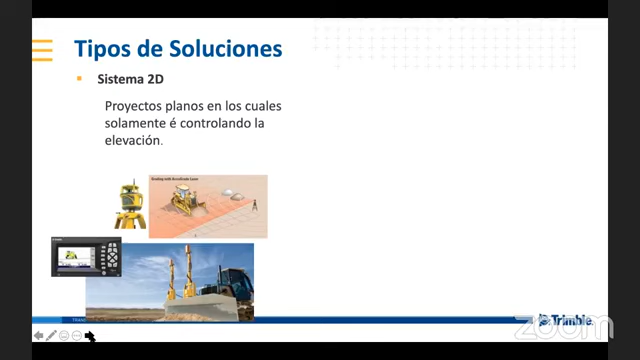 Tipos de Soluciones
Sistema 2D
Proyectos planos en los cuales
solamente é controlando la
elevación.
Grading with AccuGrade Laser
TRAN
Trimble.
zoom